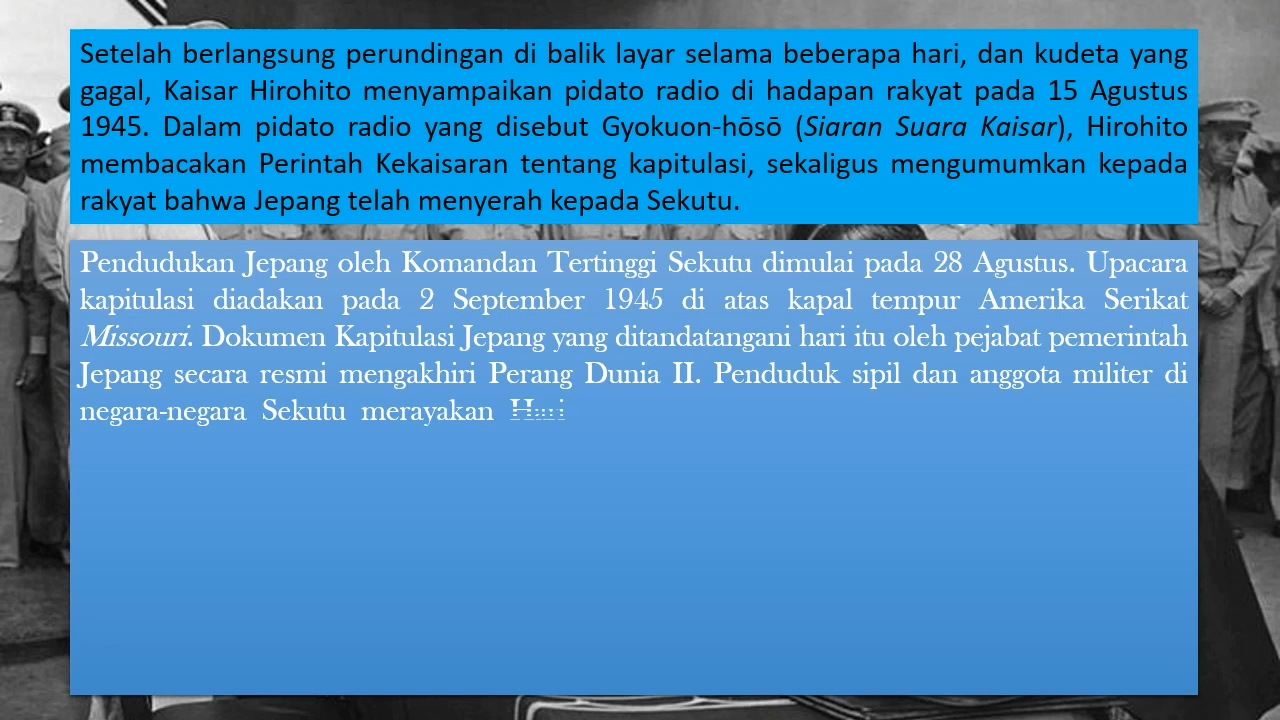 Setelah berlangsung perundingan di balik layar selama beberapa hari, dan kudeta yang
gagal, Kaisar Hirohito menyampaikan pidato radio di hadapan rakyat pada 15 Agustus
1945. Dalam pidato radio yang disebut Gyokuon-hōsō (Siaran Suara Kaisar), Hirohito
membacakan Perintah Kekaisaran tentang kapitulasi, sekaligus mengumumkan kepada
rakyat bahwa Jepang telah menyerah kepada Sekutu.
Pendudukan Jepang oleh Komandan Tertinggi Sekutu dimulai pada 28 Agustus. Upacara
kapitulasi diadakan pada 2 September 1945 di atas kapal tempur Amerika Serikat
Missouri. Dokumen Kapitulasi Jepang yang ditandatangani hari itu oleh pejabat pemerintah
Jepang secara resmi mengakhiri Perang Dunia II. Penduduk sipil dan anggota militer di
negara-negara Sekutu merayakan Hari